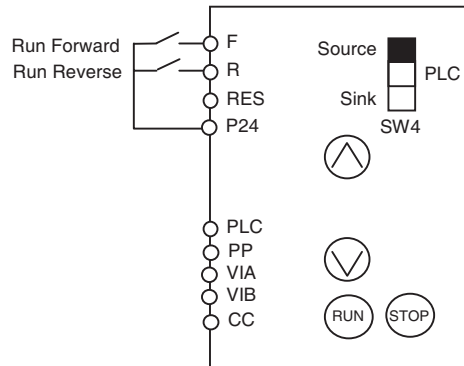 Run Forward
Run Reverse
F
R
RES
P24
Source
PLC
Sink
SW4
PLC
PP
VIA
VIB
CC
RUN
STOP